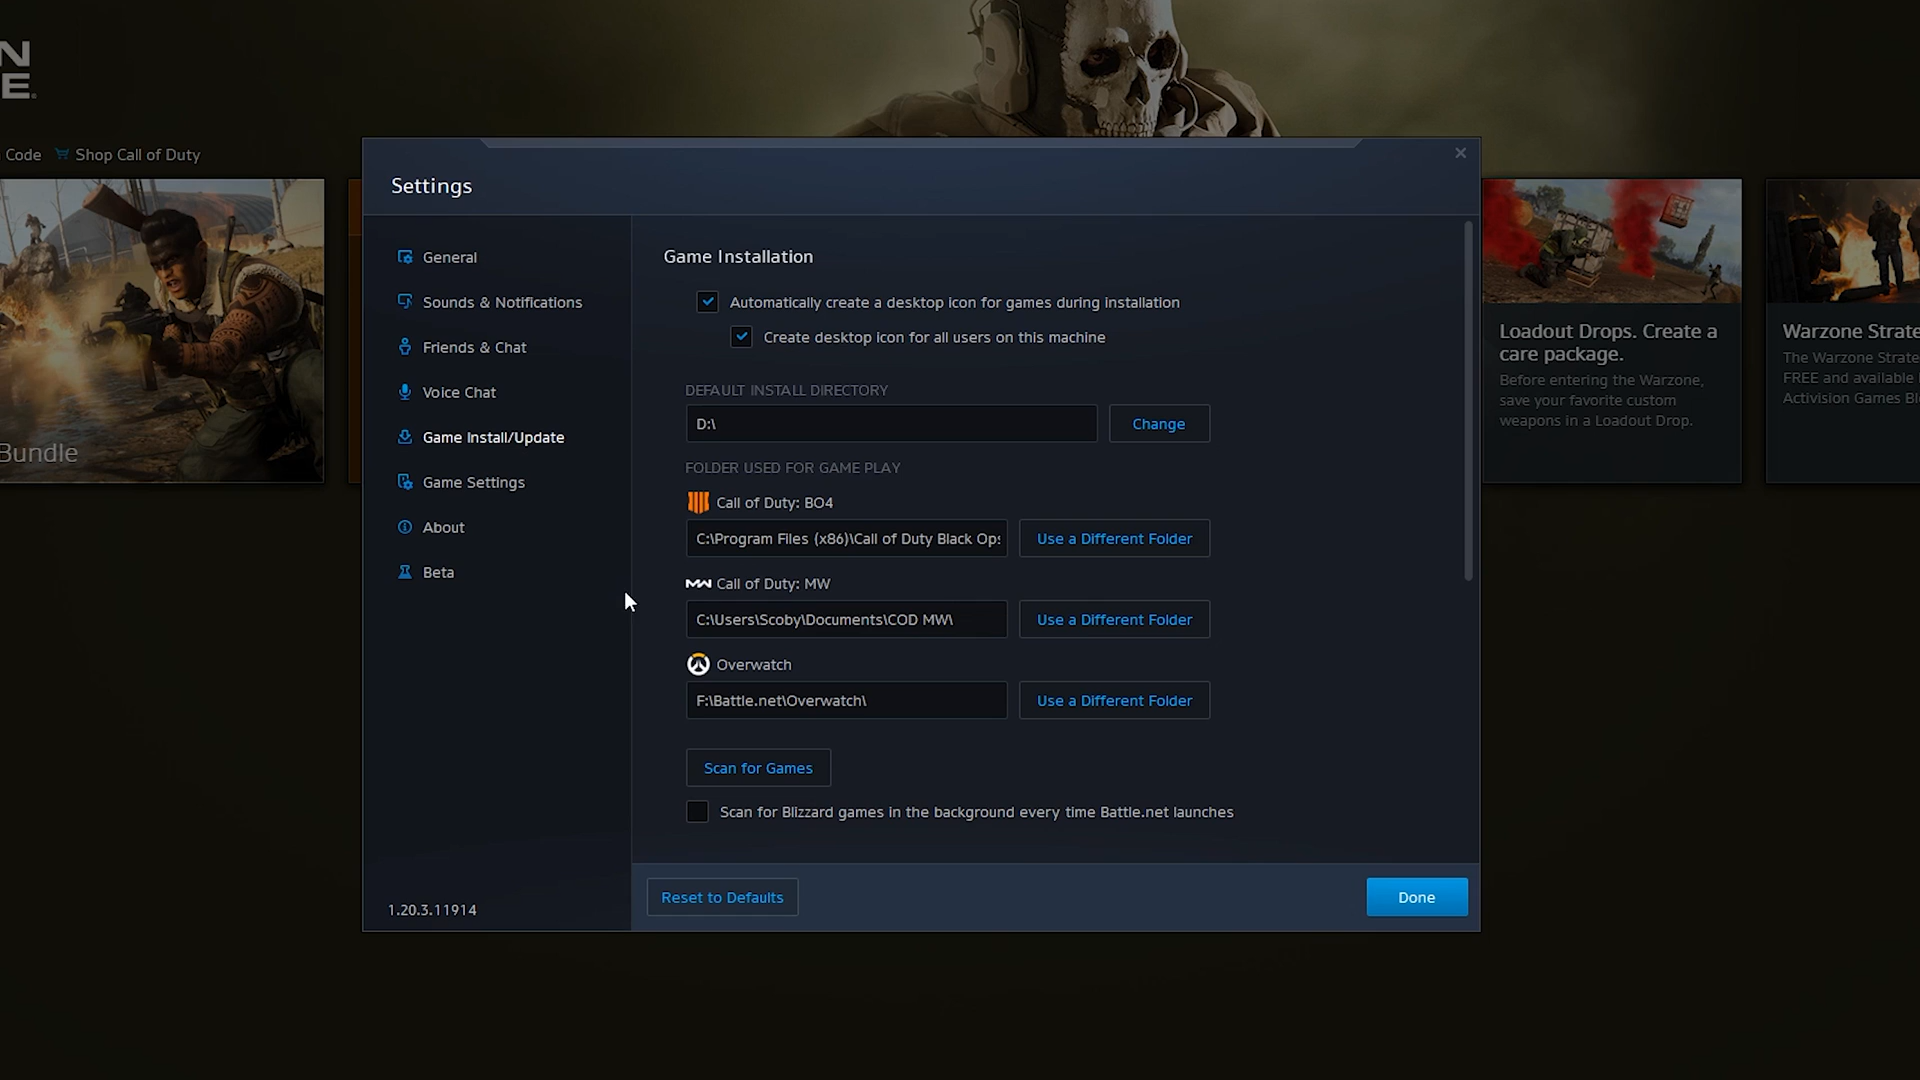 N
E.
Code
Shop Call of Duty
Bundle
Settings
General
Sounds & Notifications
Friends & Chat
Voice Chat
Game Install/Update
Game Settings
About
Beta
1.20.3.11914
Game Installation
Automatically create a desktop icon for games during installation
Create desktop icon for all users on this machine
DEFAULT INSTALL DIRECTORY
D:\
Change
FOLDER USED FOR GAME PLAY
Call of Duty: BO4
C:\Program Files (x86)\Call of Duty Black Ops
Use a Different Folder
MW Call of Duty: MW
C:\Users\Scoby\Documents\COD MW\
Use a Different Folder
Overwatch
F:\Battle.net\Overwatch\
Use a Different Folder
Scan for Games
Scan for Blizzard games in the background every time Battle.net launches
Reset to Defaults
Done
Loadout Drops. Create a
care package.
Before entering the Warzone,
save your favorite custom
weapons in a Loadout Drop.
Warzone Strate
The Warzone Strate
FREE and available
Activision Games Bl